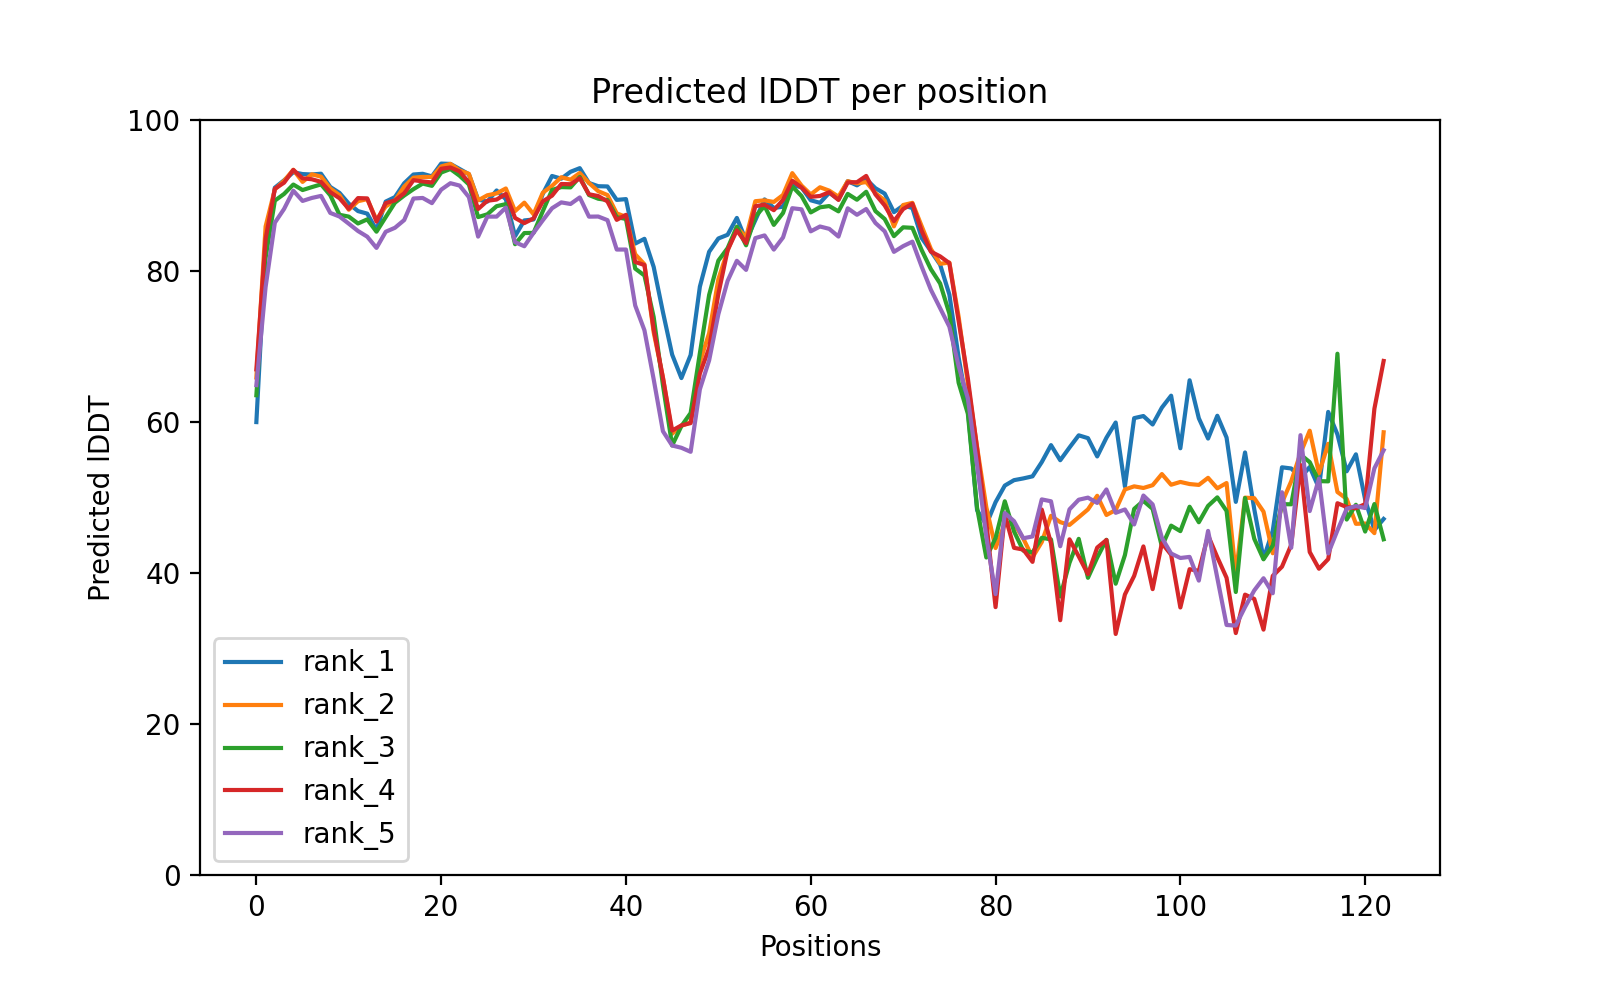 Predicted lDDT per position
100
80
60
40
20
0
Predicted lDDT
rank_1
rank_2
rank_3
rank_4
rank_5
0 20 40 60 80 100 120
Positions